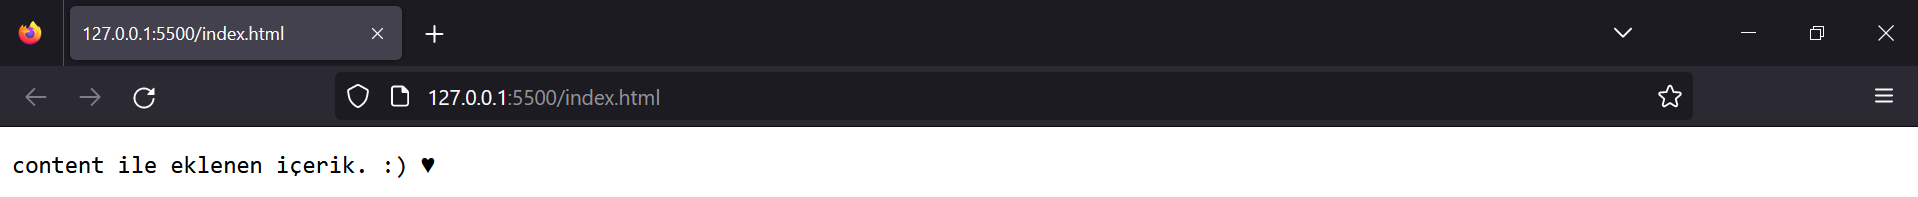 127.0.0.1:5500/index.html
127.0.0.1:5500/index.html
content ile eklenen içerik. :) ♥